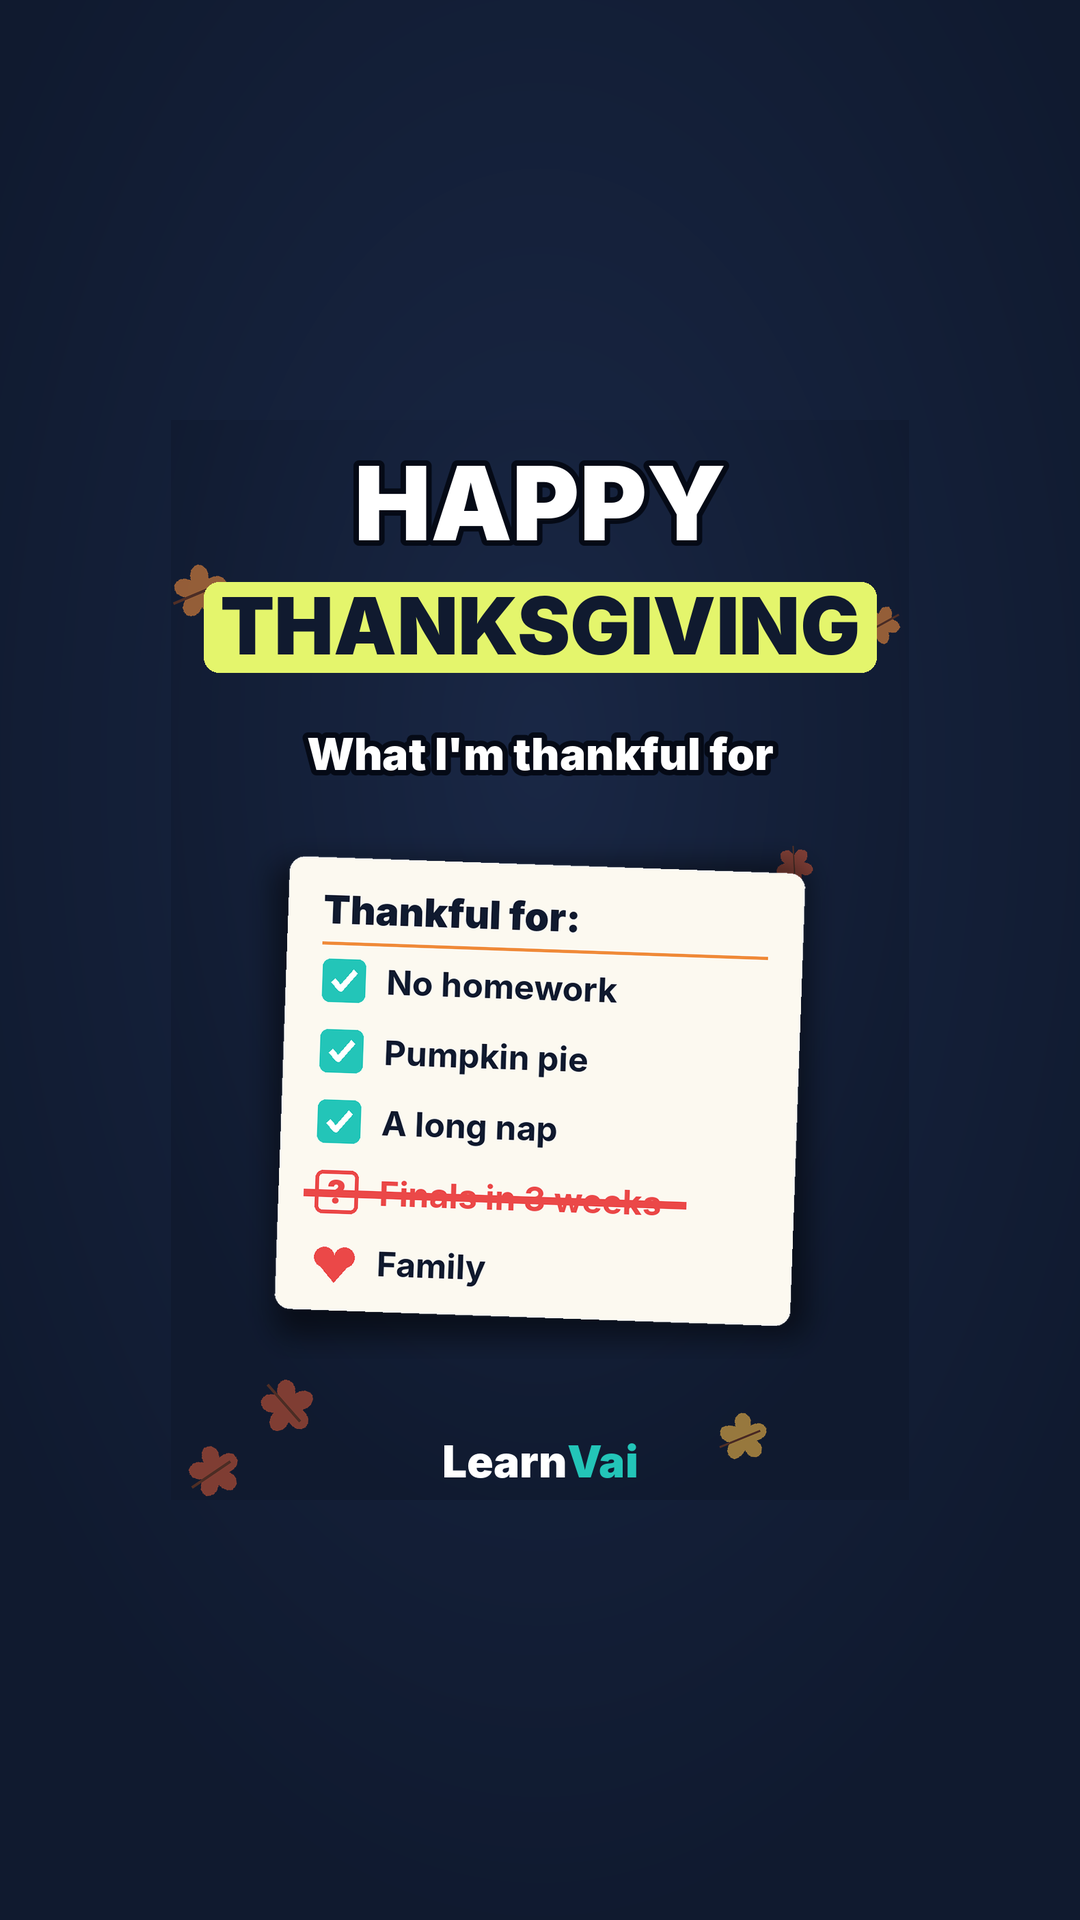 HAPPY
THANKSGIVING
What I'm thankful for
Thankful for:
No homework
Pumpkin pie
A long nap
? Finals in 3 weeks
Family
LearnVai